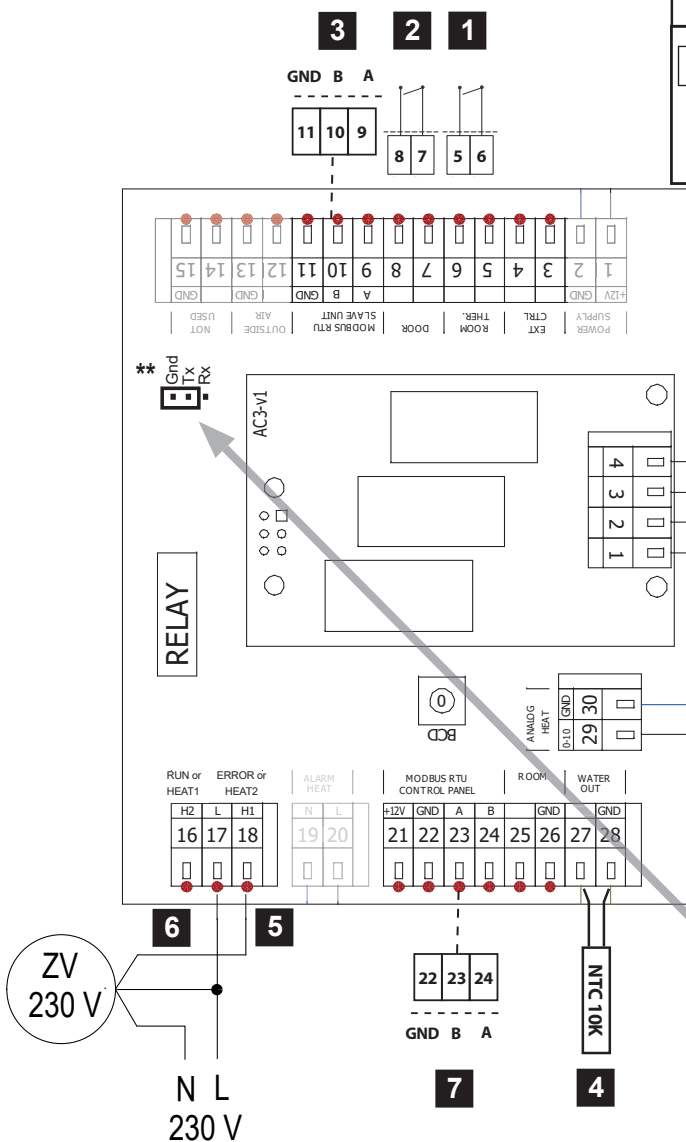 3 2 1
GND B A
11 10 9
8 7
5 6
15 14 13 12 11 10 9 8 7 6 5 4 3 2 1
GND GND GND B A GND +12V
NOT USED
OUTSIDE AIR
MODBUS RTU SLAVE UNIT
DOOR
ROOM THER.
EXT CTRL
POWER SUPPLY
**
Gnd
Tx
Rx
AC3-v1
4
3
2
1
RELAY
0
BCD
ANALOG HEAT
GND 30
0-10 29
RUN or HEAT1
ERROR or HEAT2
ALARM HEAT
MODBUS RTU CONTROL PANEL
ROOM
WATER OUT
H2 L H1 N L +12V GND A B GND GND
16 17 18 19 20 21 22 23 24 25 26 27 28
6 5
ZV
230 V
22 23 24
GND B A
NTC 10K
N L
230 V
7
4